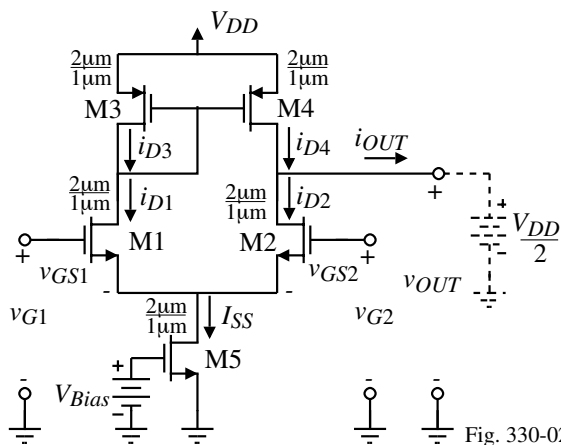 V_DD
2μm
1μm
2μm
1μm
M3
M4
i_D3
i_D4
i_OUT
+
2μm
1μm
i_D1
2μm
1μm
i_D2
+
V_DD
2
-
+
M1
M2
+
v_GS1
v_GS2
v_OUT
-
-
v_G1
2μm
1μm
I_SS
v_G2
M5
+
V_Bias
-
-
-
-
Fig. 330-02